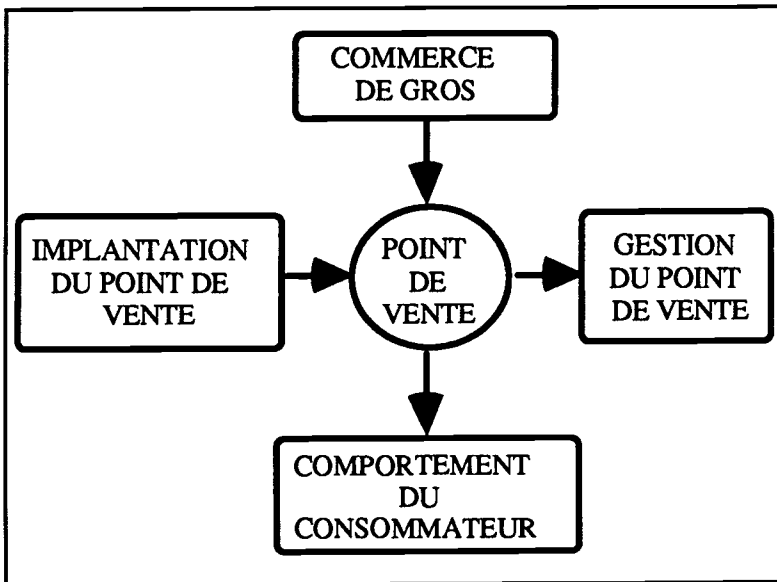 COMMERCE
DE GROS
IMPLANTATION
DU POINT DE
VENTE
POINT
DE
VENTE
GESTION
DU POINT
DE VENTE
COMPORTEMENT
DU
CONSOMMATEUR